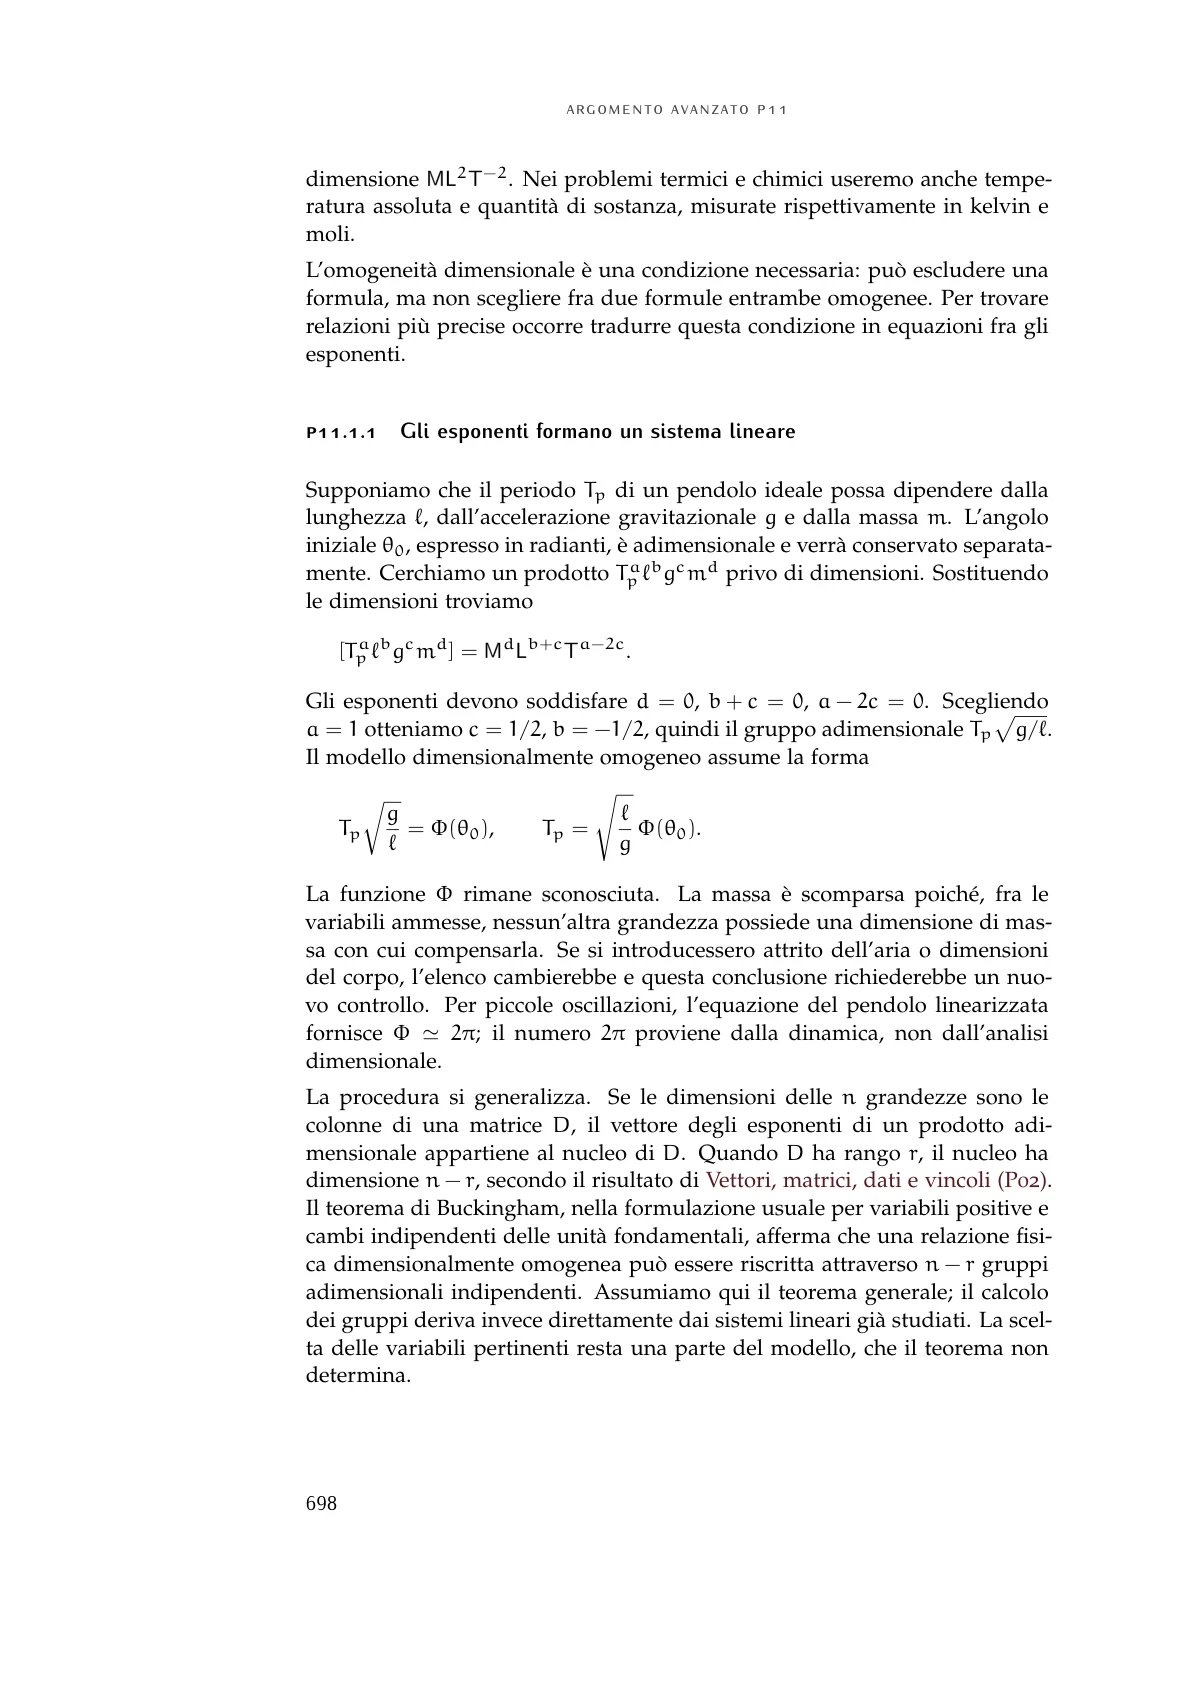 ARGOMENTO AVANZATO P11
dimensione ML²T⁻². Nei problemi termici e chimici useremo anche tempe-
ratura assoluta e quantità di sostanza, misurate rispettivamente in kelvin e
moli.
L'omogeneità dimensionale è una condizione necessaria: può escludere una
formula, ma non scegliere fra due formule entrambe omogenee. Per trovare
relazioni più precise occorre tradurre questa condizione in equazioni fra gli
esponenti.
P11.1.1 Gli esponenti formano un sistema lineare
Supponiamo che il periodo T_p di un pendolo ideale possa dipendere dalla
lunghezza ℓ, dall'accelerazione gravitazionale g e dalla massa m. L'angolo
iniziale θ₀, espresso in radianti, è adimensionale e verrà conservato separata-
mente. Cerchiamo un prodotto T_p^a ℓ^b g^c m^d privo di dimensioni. Sostituendo
le dimensioni troviamo
[T_p^a ℓ^b g^c m^d] = M^d L^{b+c} T^{a−2c}.
Gli esponenti devono soddisfare d = 0, b + c = 0, a − 2c = 0. Scegliendo
a = 1 otteniamo c = 1/2, b = −1/2, quindi il gruppo adimensionale T_p √(g/ℓ).
Il modello dimensionalmente omogeneo assume la forma
T_p √(g/ℓ) = Φ(θ₀), T_p = √(ℓ/g) Φ(θ₀).
La funzione Φ rimane sconosciuta. La massa è scomparsa poiché, fra le
variabili ammesse, nessun'altra grandezza possiede una dimensione di mas-
sa con cui compensarla. Se si introducessero attrito dell'aria o dimensioni
del corpo, l'elenco cambierebbe e questa conclusione richiederebbe un nuo-
vo controllo. Per piccole oscillazioni, l'equazione del pendolo linearizzata
fornisce Φ ≃ 2π; il numero 2π proviene dalla dinamica, non dall'analisi
dimensionale.
La procedura si generalizza. Se le dimensioni delle n grandezze sono le
colonne di una matrice D, il vettore degli esponenti di un prodotto adi-
mensionale appartiene al nucleo di D. Quando D ha rango r, il nucleo ha
dimensione n − r, secondo il risultato di Vettori, matrici, dati e vincoli (P02).
Il teorema di Buckingham, nella formulazione usuale per variabili positive e
cambi indipendenti delle unità fondamentali, afferma che una relazione fisi-
ca dimensionalmente omogenea può essere riscritta attraverso n − r gruppi
adimensionali indipendenti. Assumiamo qui il teorema generale; il calcolo
dei gruppi deriva invece direttamente dai sistemi lineari già studiati. La scel-
ta delle variabili pertinenti resta una parte del modello, che il teorema non
determina.
698